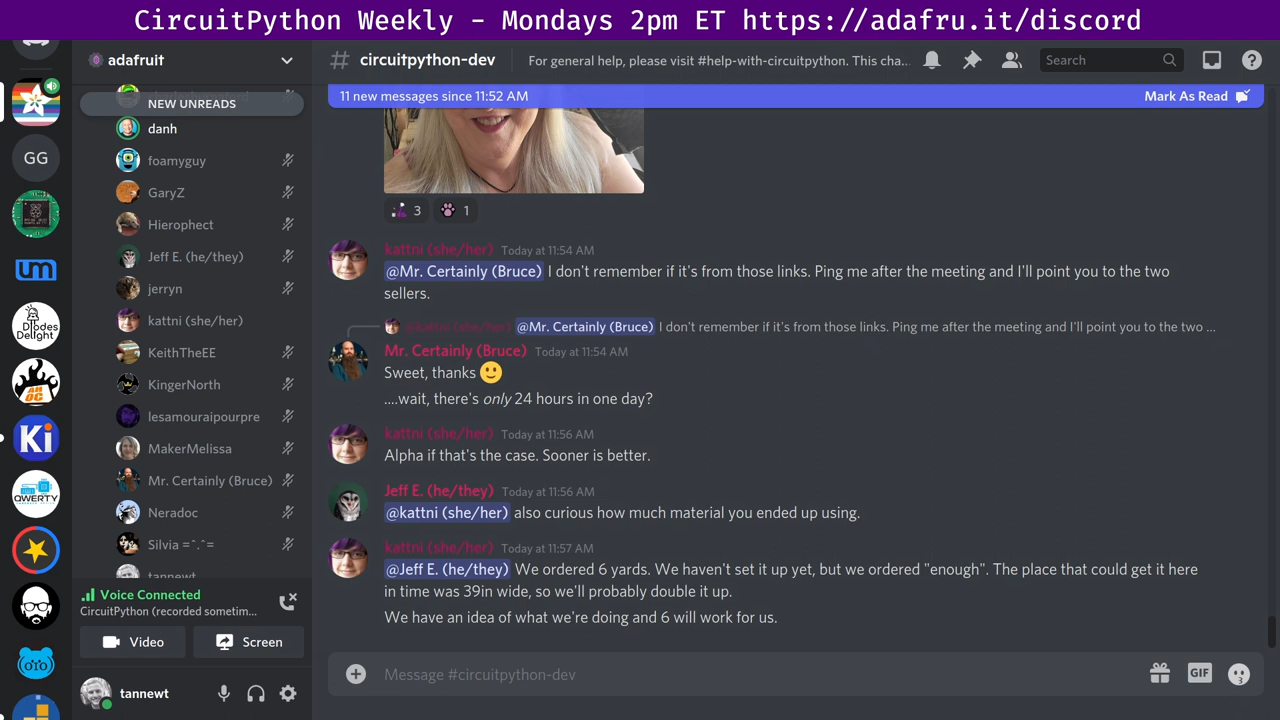 CircuitPython Weekly - Mondays 2pm ET https://adafru.it/discord
adafruit
circuitpython-dev
For general help, please visit #help-with-circuitpython. This cha...
Search
NEW UNREADS
11 new messages since 11:52 AM
Mark As Read
danh
foamyguy
GG
GaryZ
3
1
Hierophect
kattni (she/her) Today at 11:54 AM
Jeff E. (he/they)
@Mr. Certainly (Bruce) I don't remember if it's from those links. Ping me after the meeting and I'll point you to the two
sellers.
jerryn
um
kattni (she/her)
@kattni (she/her) @Mr. Certainly (Bruce) I don't remember if it's from those links. Ping me after the meeting and I'll point you to the two ...
Diodes
Delight
KeithTheEE
Mr. Certainly (Bruce) Today at 11:54 AM
Sweet, thanks
KingerNorth
AH
OC
....wait, there's only 24 hours in one day?
lesamouraipourpre
kattni (she/her) Today at 11:56 AM
Ki
MakerMelissa
Alpha if that's the case. Sooner is better.
Mr. Certainly (Bruce)
Jeff E. (he/they) Today at 11:56 AM
QWERTY
Neradoc
@kattni (she/her) also curious how much material you ended up using.
Silvia =^.^=
kattni (she/her) Today at 11:57 AM
tannewt
@Jeff E. (he/they) We ordered 6 yards. We haven't set it up yet, but we ordered "enough". The place that could get it here
in time was 39in wide, so we'll probably double it up.
Voice Connected
CircuitPython (recorded sometim...
We have an idea of what we're doing and 6 will work for us.
Video
Screen
Message #circuitpython-dev
GIF
tannewt